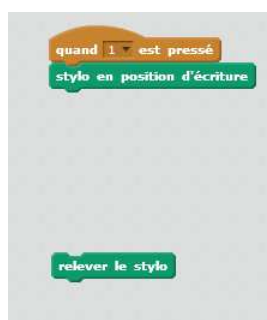 quand 1 est pressé
stylo en position d'écriture
relever le stylo